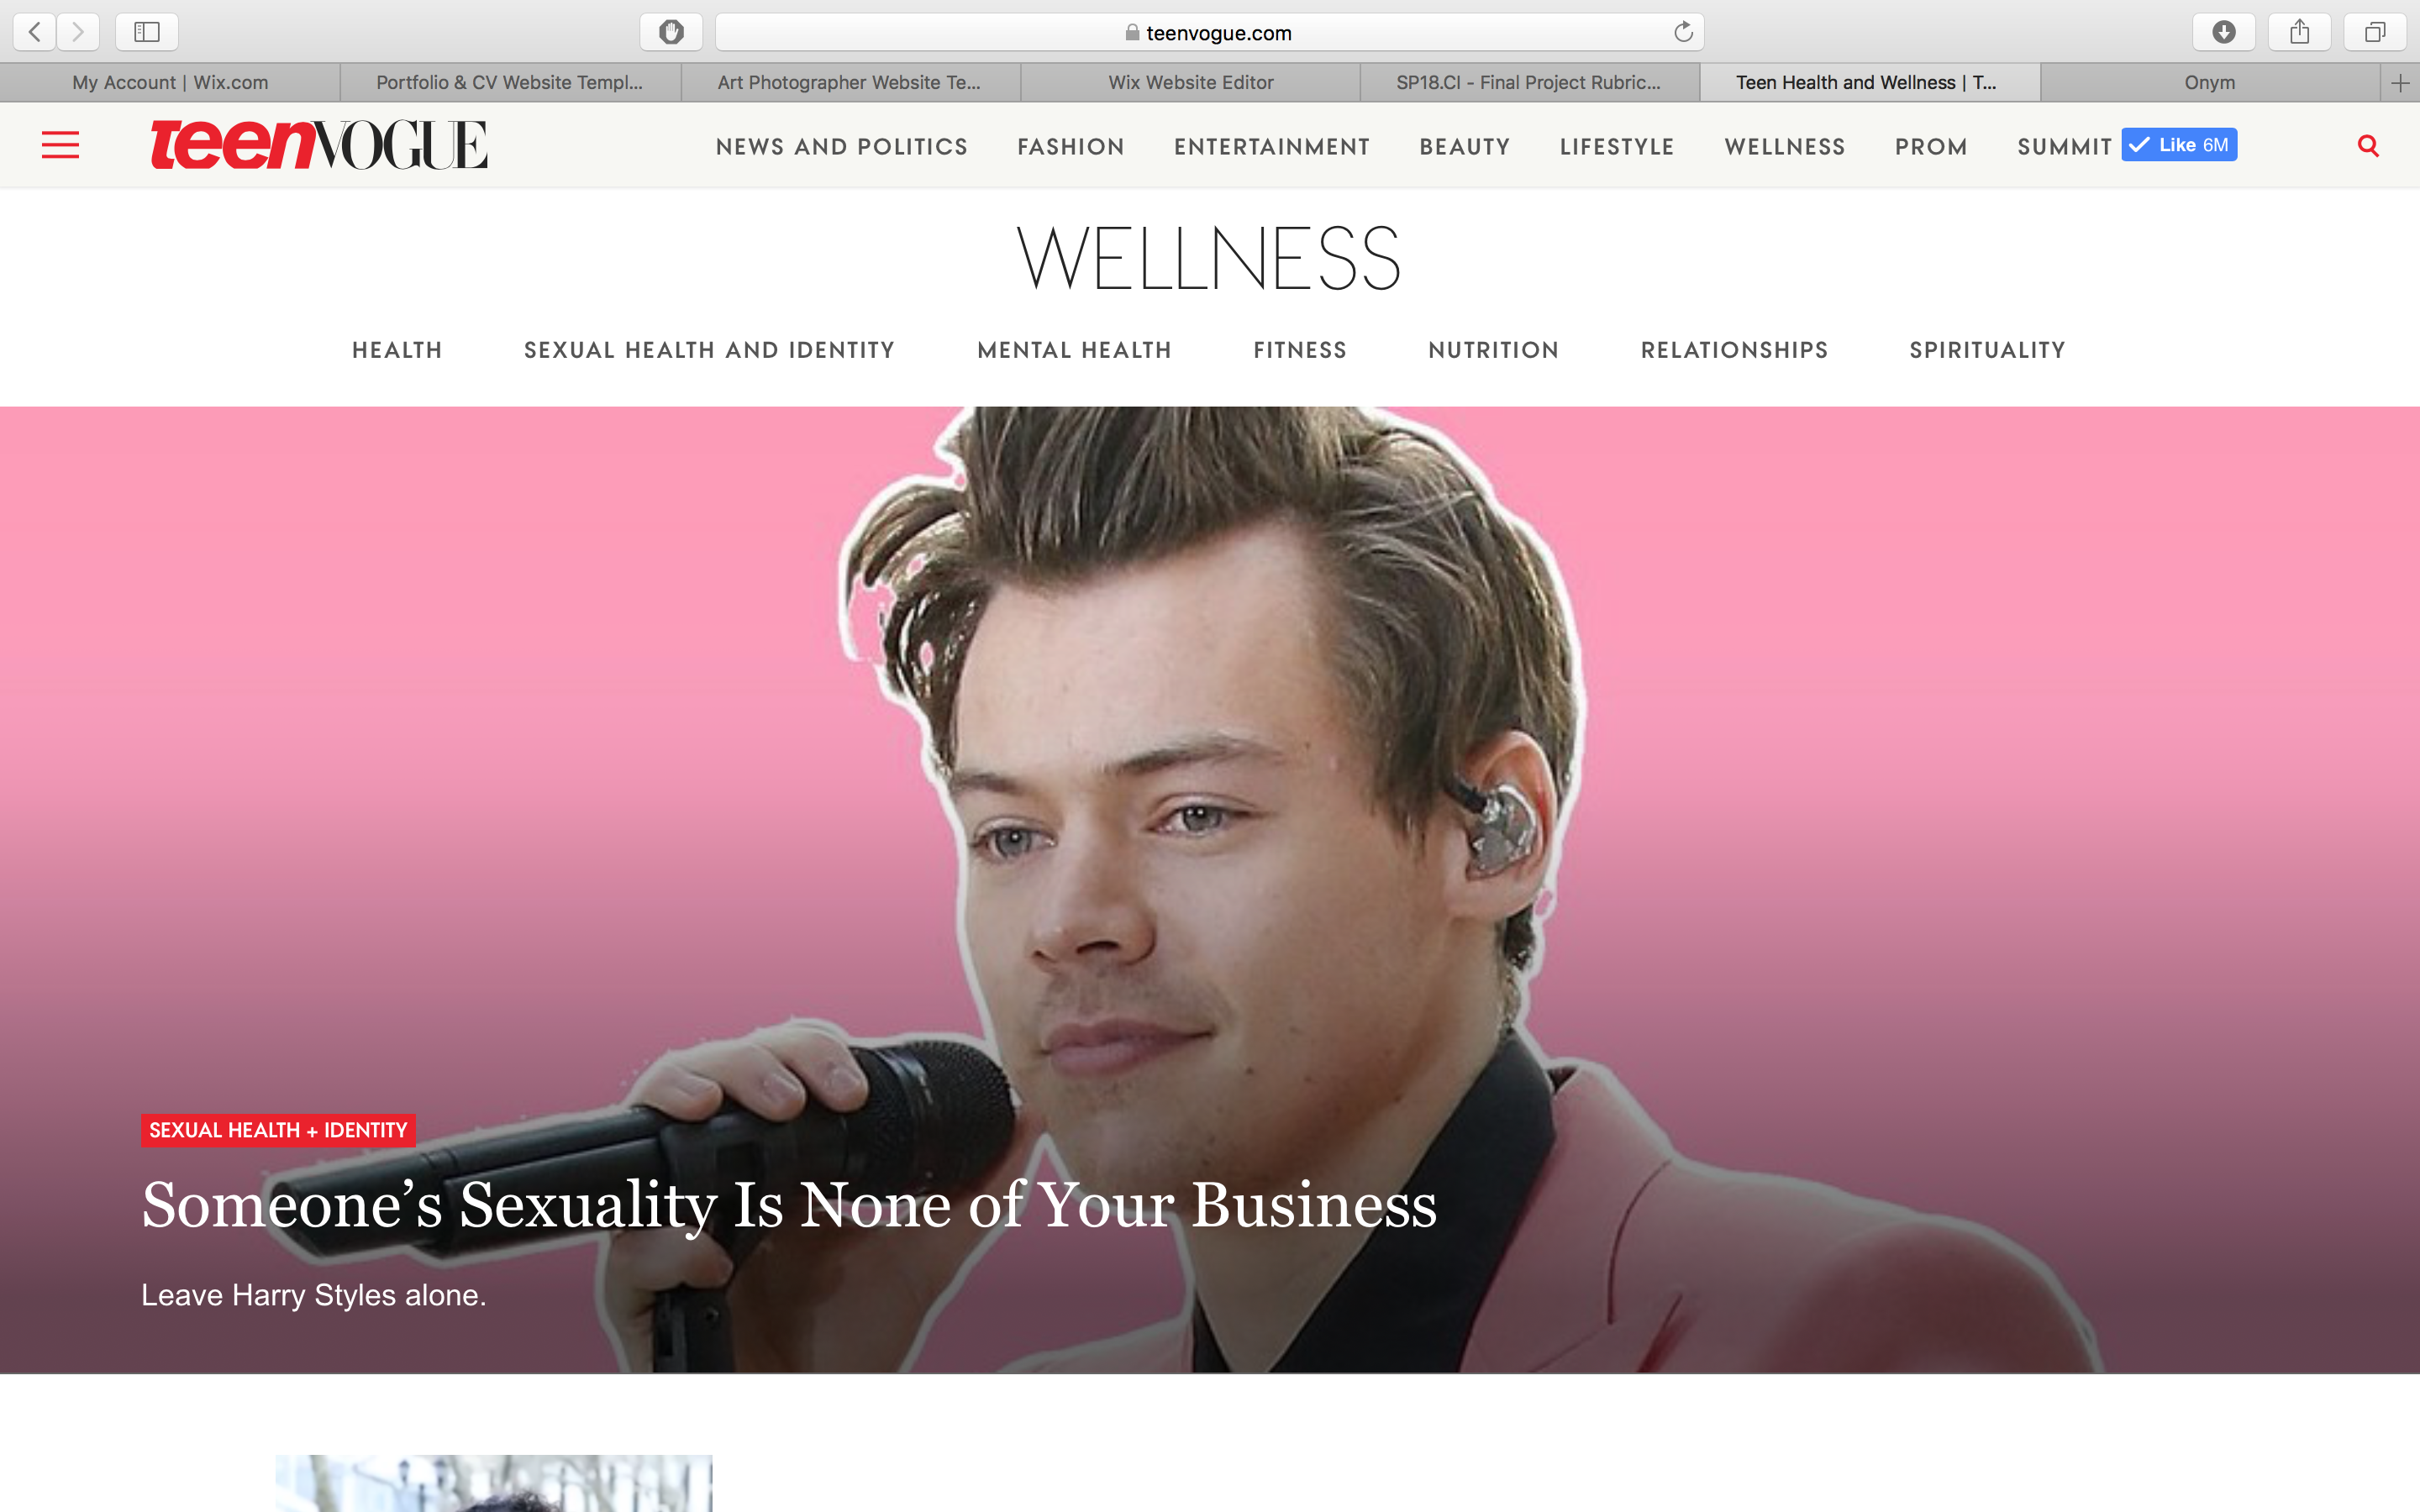 teenvogue.com
My Account | Wix.com
Portfolio & CV Website Templ...
Art Photographer Website Te...
Wix Website Editor
SP18.CI - Final Project Rubric...
Teen Health and Wellness | T...
Onym
teenVOGUE
NEWS AND POLITICS
FASHION
ENTERTAINMENT
BEAUTY
LIFESTYLE
WELLNESS
PROM
SUMMIT
Like 6M
WELLNESS
HEALTH
SEXUAL HEALTH AND IDENTITY
MENTAL HEALTH
FITNESS
NUTRITION
RELATIONSHIPS
SPIRITUALITY
SEXUAL HEALTH + IDENTITY
Someone’s Sexuality Is None of Your Business
Leave Harry Styles alone.